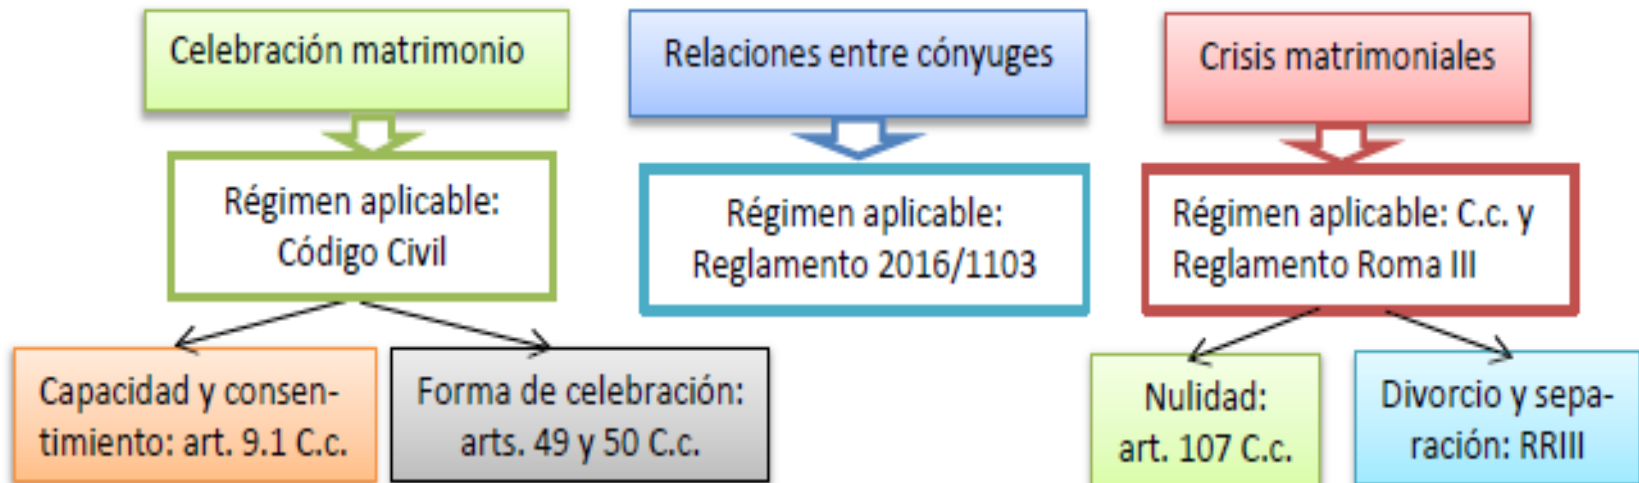 Celebración matrimonio
Relaciones entre cónyuges
Crisis matrimoniales
Régimen aplicable:
Código Civil
Régimen aplicable:
Reglamento 2016/1103
Régimen aplicable: C.c. y
Reglamento Roma III
Capacidad y consen-
timiento: art. 9.1 C.c.
Forma de celebración:
arts. 49 y 50 C.c.
Nulidad:
art. 107 C.c.
Divorcio y sepa-
ración: RRIII